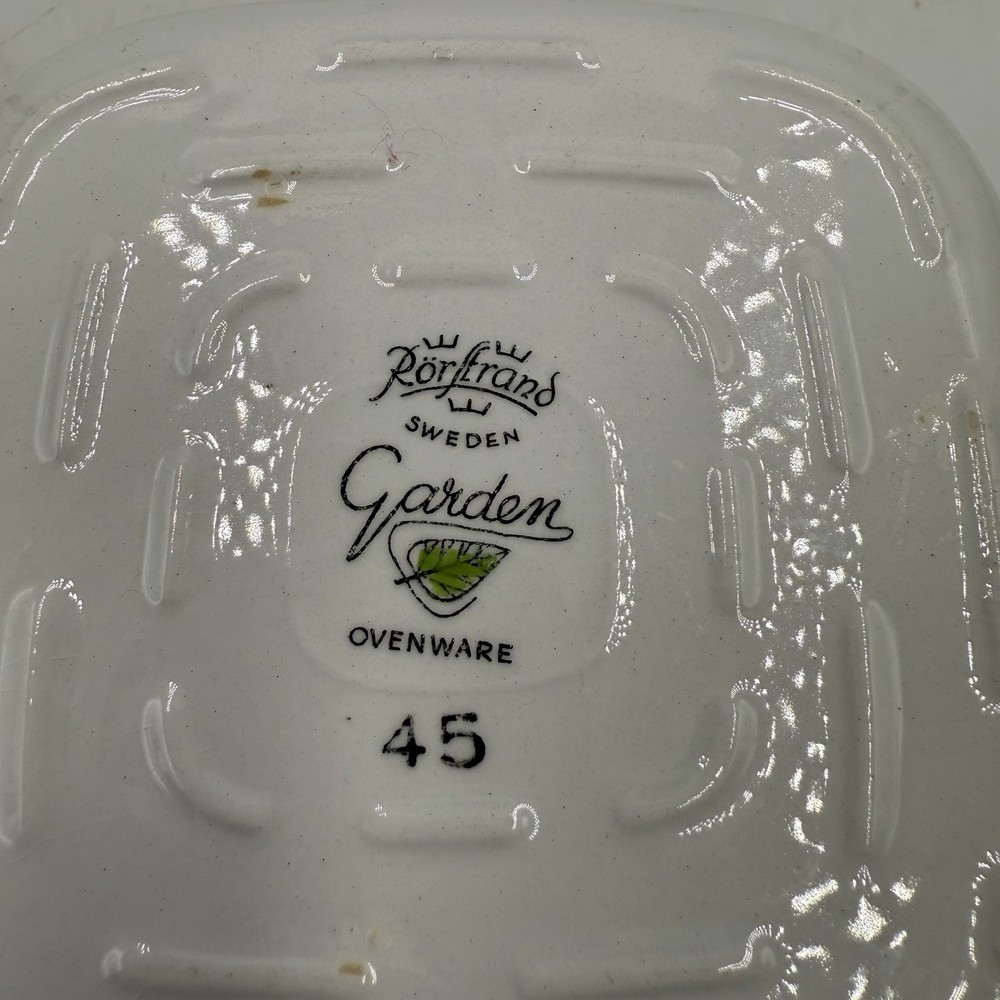 Rörstrand
SWEDEN
Garden
OVENWARE
45